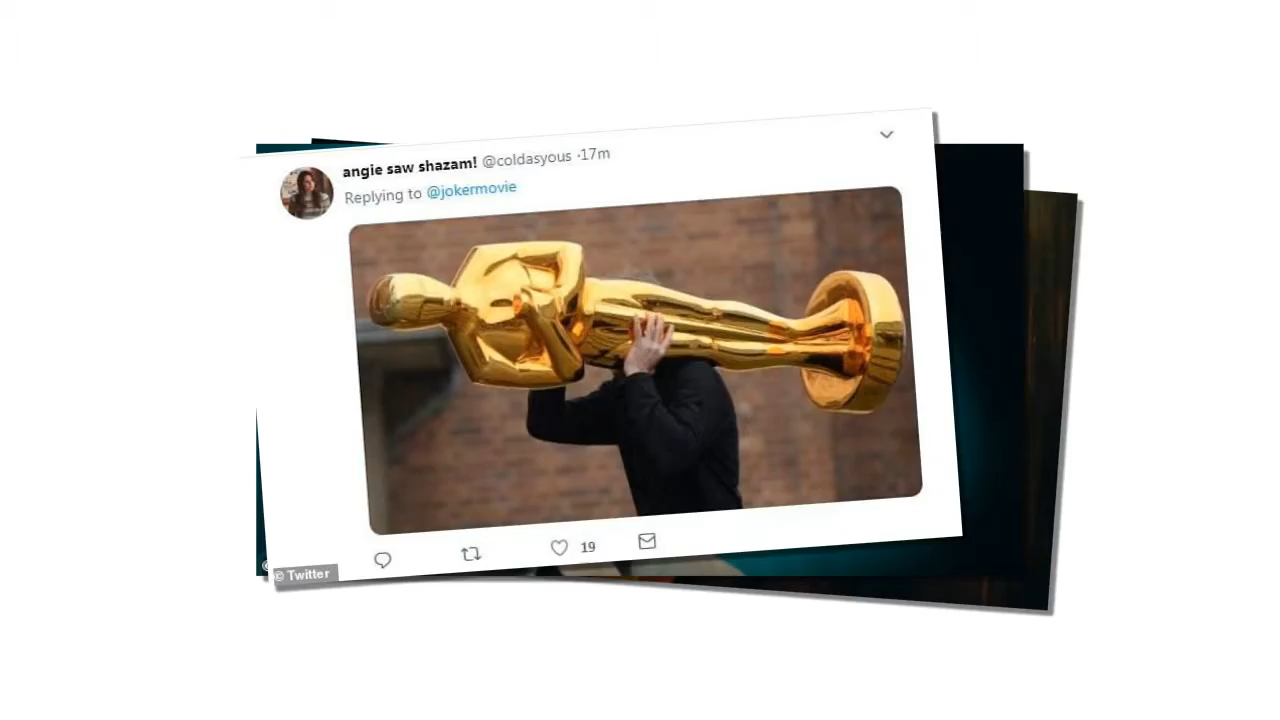 angie saw shazam! @coldasyous ·17m
Replying to @jokermovie
19
© Twitter